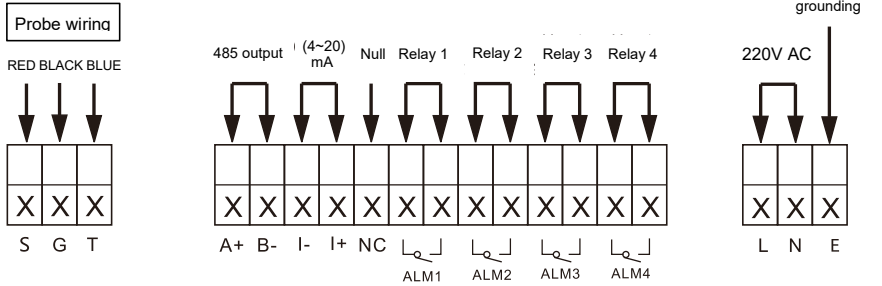 grounding
Probe wiring
485 output (4~20) mA Null Relay 1 Relay 2 Relay 3 Relay 4 220V AC
RED BLACK BLUE
X X X X X X X X X X X X X X X X X X X
S G T A+ B- I- I+ NC L N E
ALM1 ALM2 ALM3 ALM4